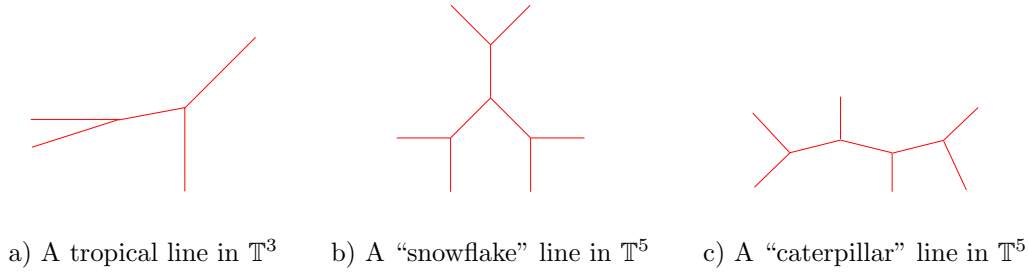 a) A tropical line in 𝕋³ b) A “snowflake” line in 𝕋⁵ c) A “caterpillar” line in 𝕋⁵